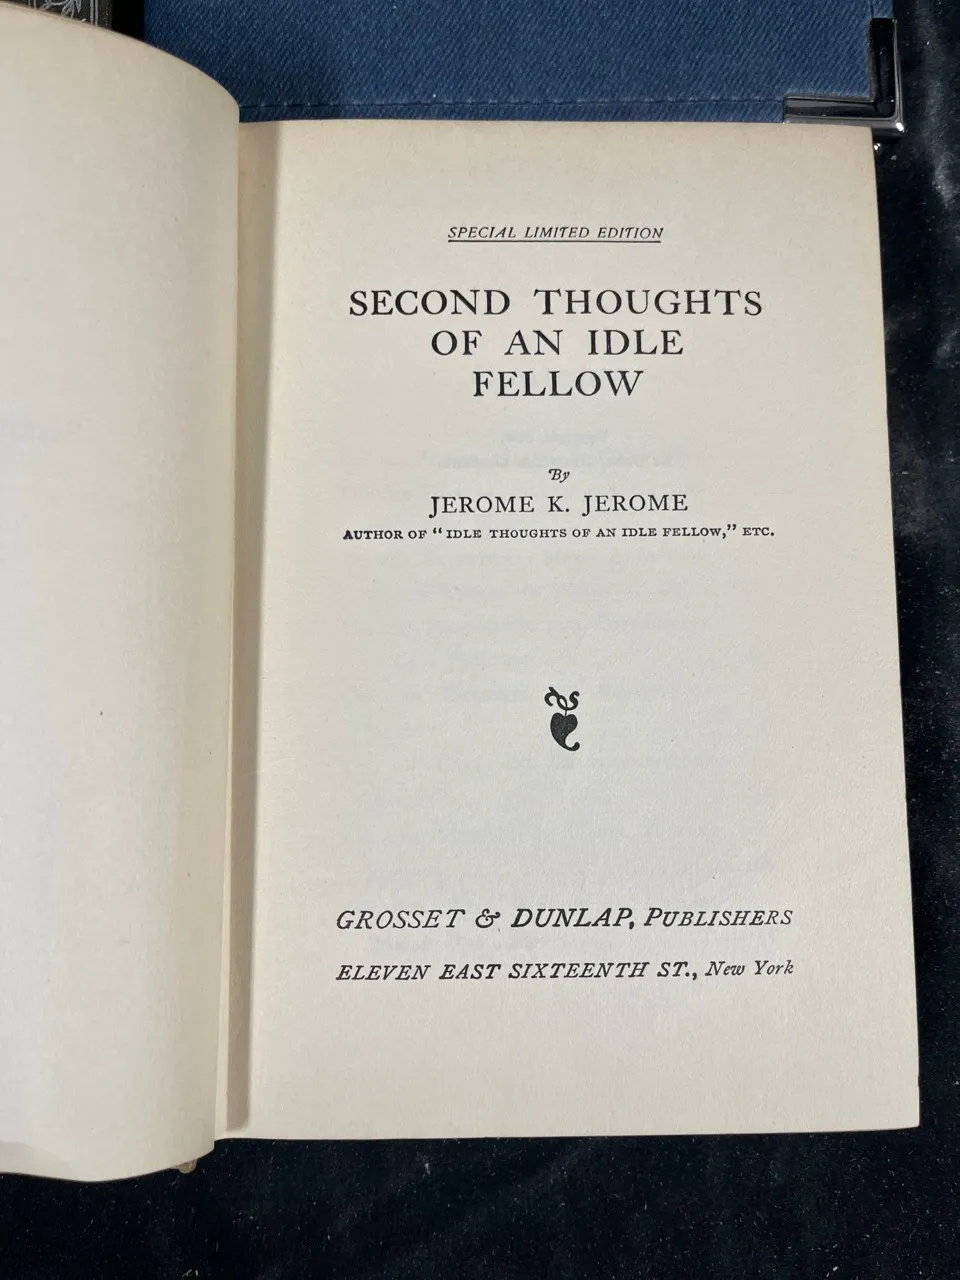 SPECIAL LIMITED EDITION
SECOND THOUGHTS
OF AN IDLE
FELLOW
By
JEROME K. JEROME
AUTHOR OF “IDLE THOUGHTS OF AN IDLE FELLOW,” ETC.
GROSSET & DUNLAP, PUBLISHERS
ELEVEN EAST SIXTEENTH ST., New York